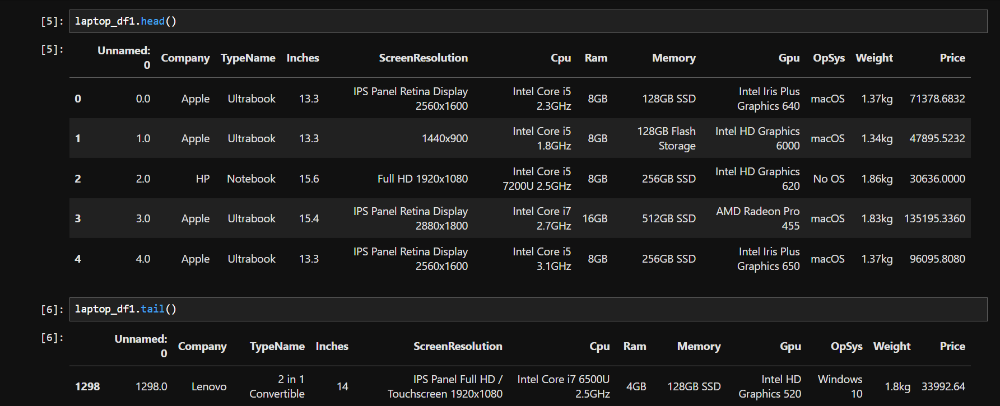 [5]: laptop_df1.head()
[5]:
Unnamed: 0 Company TypeName Inches ScreenResolution Cpu Ram Memory Gpu OpSys Weight Price
0 0.0 Apple Ultrabook 13.3 IPS Panel Retina Display 2560x1600 Intel Core i5 2.3GHz 8GB 128GB SSD Intel Iris Plus Graphics 640 macOS 1.37kg 71378.6832
1 1.0 Apple Ultrabook 13.3 1440x900 Intel Core i5 1.8GHz 8GB 128GB Flash Storage Intel HD Graphics 6000 macOS 1.34kg 47895.5232
2 2.0 HP Notebook 15.6 Full HD 1920x1080 Intel Core i5 7200U 2.5GHz 8GB 256GB SSD Intel HD Graphics 620 No OS 1.86kg 30636.0000
3 3.0 Apple Ultrabook 15.4 IPS Panel Retina Display 2880x1800 Intel Core i7 2.7GHz 16GB 512GB SSD AMD Radeon Pro 455 macOS 1.83kg 135195.3360
4 4.0 Apple Ultrabook 13.3 IPS Panel Retina Display 2560x1600 Intel Core i5 3.1GHz 8GB 256GB SSD Intel Iris Plus Graphics 650 macOS 1.37kg 96095.8080
[6]: laptop_df1.tail()
[6]:
Unnamed: 0 Company TypeName Inches ScreenResolution Cpu Ram Memory Gpu OpSys Weight Price
1298 1298.0 Lenovo 2 in 1 Convertible 14 IPS Panel Full HD / Touchscreen 1920x1080 Intel Core i7 6500U 2.5GHz 4GB 128GB SSD Intel HD Graphics 520 Windows 10 1.8kg 33992.64